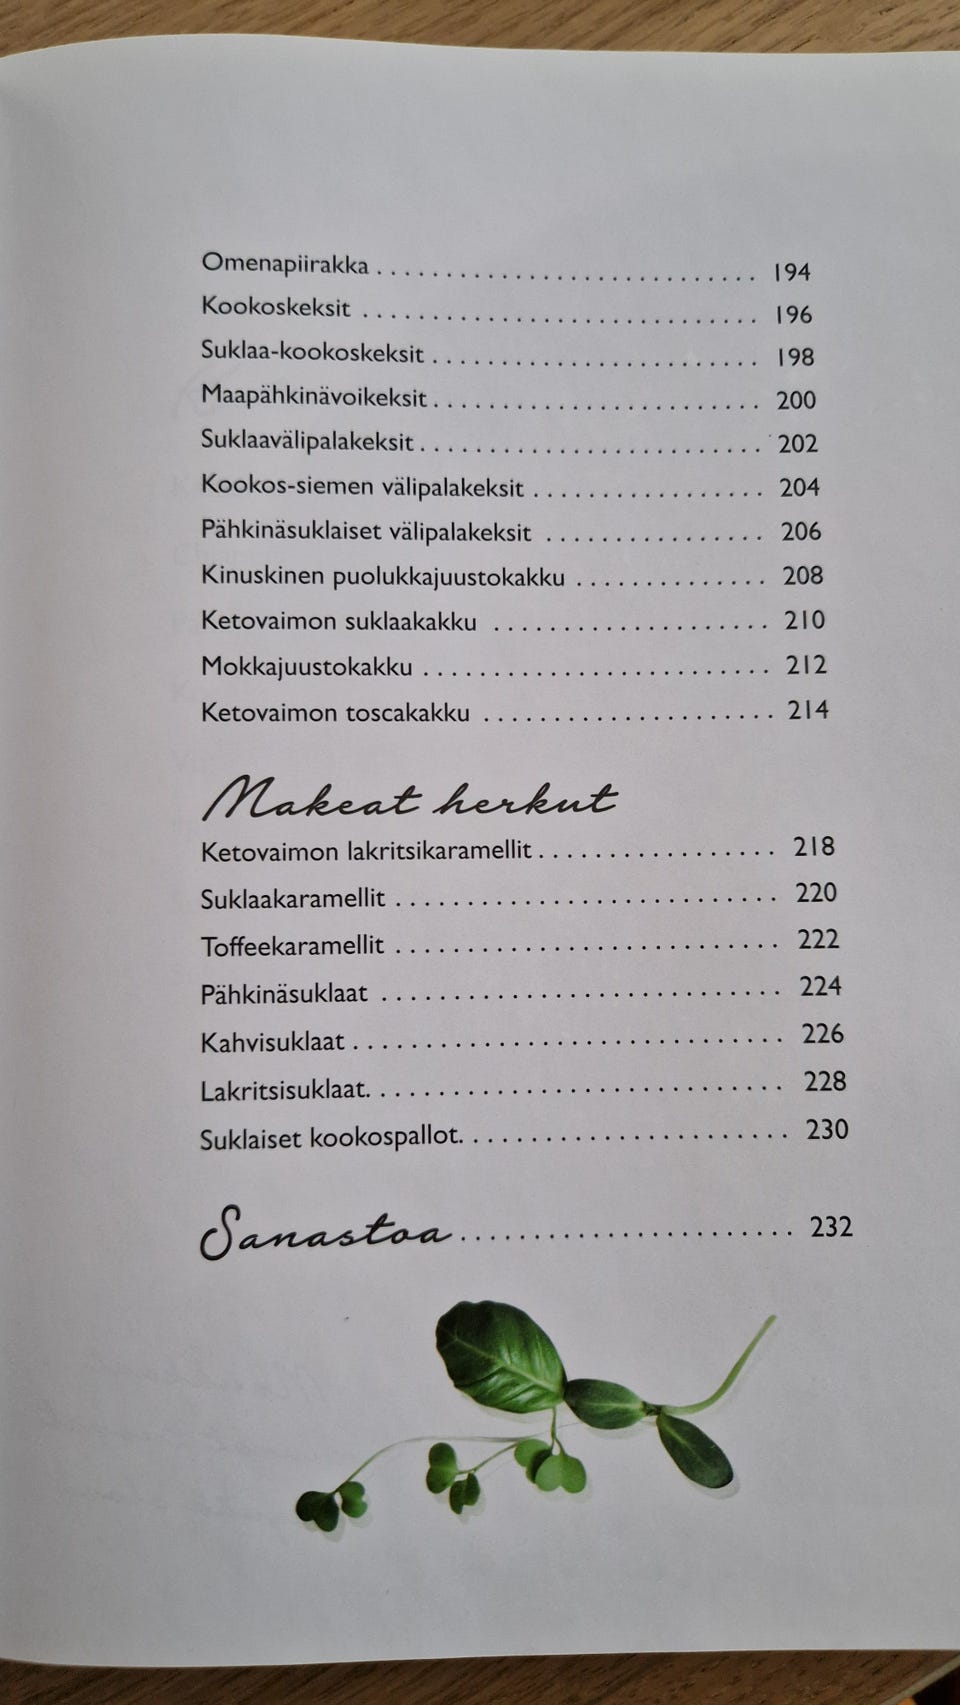 Omenapiirakka . . . . . . . . . . . . . . . . . . . . . . . . . . . . 194
Kookoskeksit . . . . . . . . . . . . . . . . . . . . . . . . . . . . . 196
Suklaa-kookoskeksit . . . . . . . . . . . . . . . . . . . . . . . . 198
Maapähkinävoikeksit . . . . . . . . . . . . . . . . . . . . . . . . 200
Suklaavälipalakeksit . . . . . . . . . . . . . . . . . . . . . . . . . 202
Kookos-siemen välipalakeksit . . . . . . . . . . . . . . . . . 204
Pähkinäsuklaiset välipalakeksit . . . . . . . . . . . . . . . . 206
Kinuskinen puolukkajuustokakku . . . . . . . . . . . . . . 208
Ketovaimon suklaakakku . . . . . . . . . . . . . . . . . . . . 210
Mokkajuustokakku . . . . . . . . . . . . . . . . . . . . . . . . . 212
Ketovaimon toscakakku . . . . . . . . . . . . . . . . . . . . . 214
Makeat herkut
Ketovaimon lakritsikaramellit . . . . . . . . . . . . . . . . . 218
Suklaakaramellit . . . . . . . . . . . . . . . . . . . . . . . . . . . 220
Toffeekaramellit . . . . . . . . . . . . . . . . . . . . . . . . . . . 222
Pähkinäsuklaat . . . . . . . . . . . . . . . . . . . . . . . . . . . . 224
Kahvisuklaat . . . . . . . . . . . . . . . . . . . . . . . . . . . . . . 226
Lakritsisuklaat. . . . . . . . . . . . . . . . . . . . . . . . . . . . . 228
Suklaiset kookospallot. . . . . . . . . . . . . . . . . . . . . . . 230
Sanastoa . . . . . . . . . . . . . . . . . . . . . . . 232